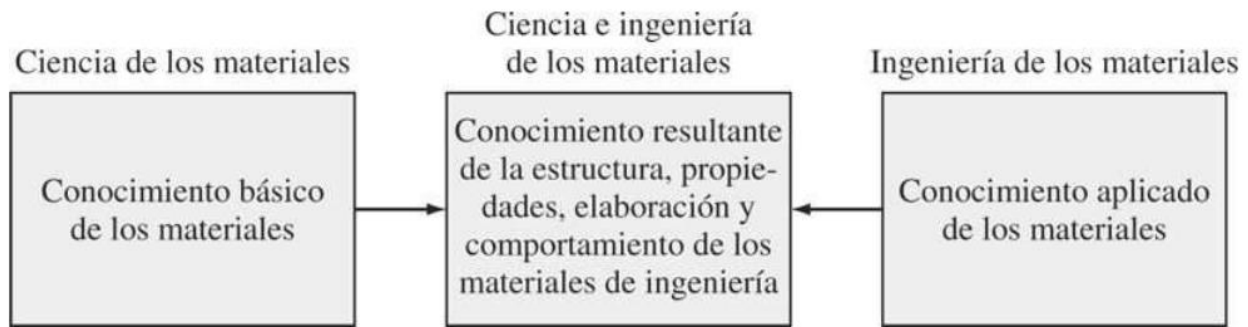 Ciencia de los materiales
Conocimiento básico
de los materiales
Ciencia e ingeniería
de los materiales
Conocimiento resultante
de la estructura, propie-
dades, elaboración y
comportamiento de los
materiales de ingeniería
Ingeniería de los materiales
Conocimiento aplicado
de los materiales